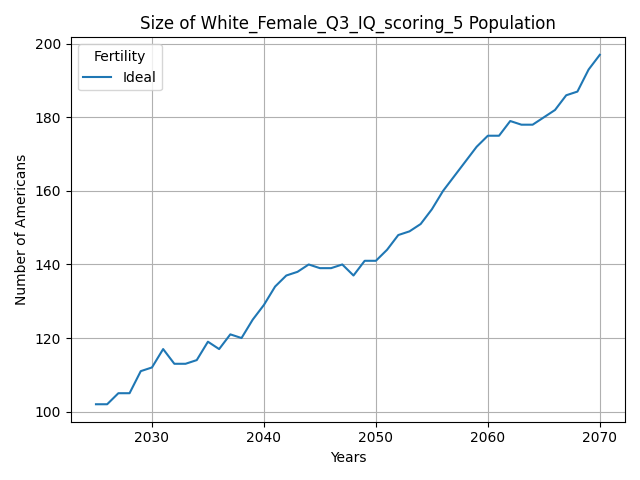 Size of White_Female_Q3_IQ_scoring_5 Population
Fertility
Ideal
Number of Americans
200
180
160
140
120
100
2030 2040 2050 2060 2070
Years